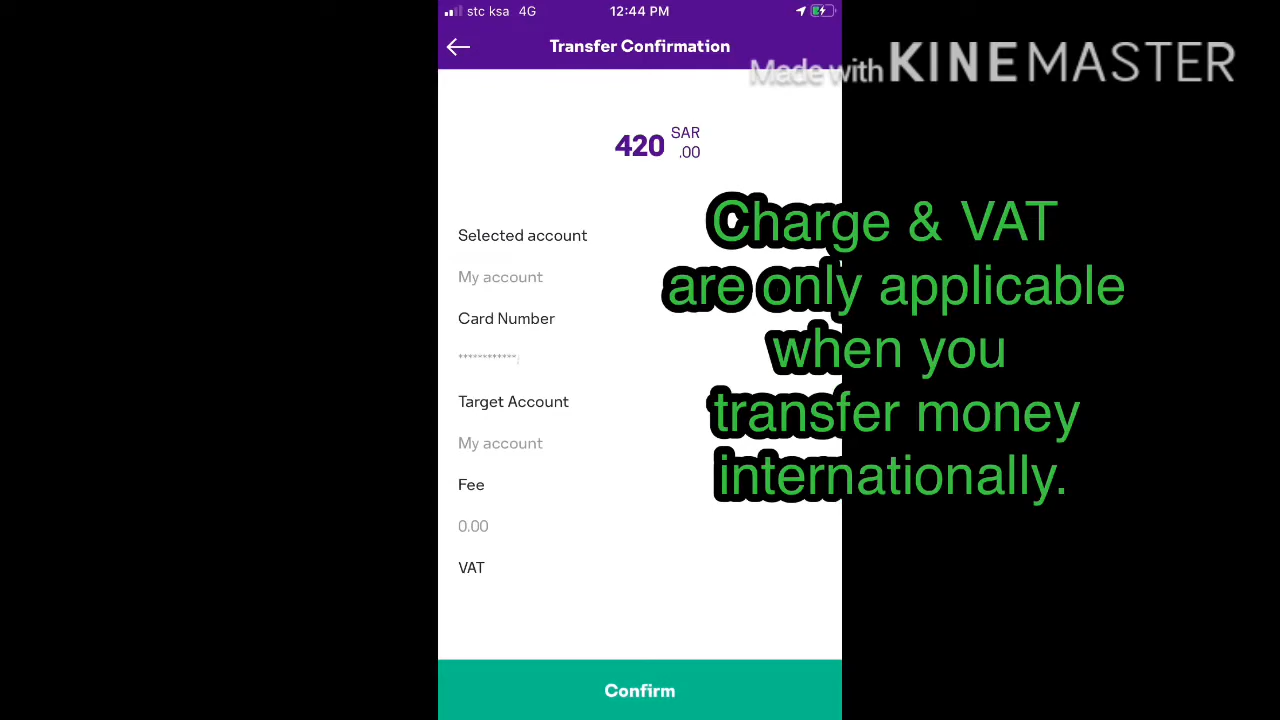 stc ksa 4G 12:44 PM
Transfer Confirmation
Made with KINEMASTER
420 SAR .00
Charge & VAT
are only applicable
when you
transfer money
internationally.
Selected account
My account
Card Number
************
Target Account
My account
Fee
0.00
VAT
Confirm